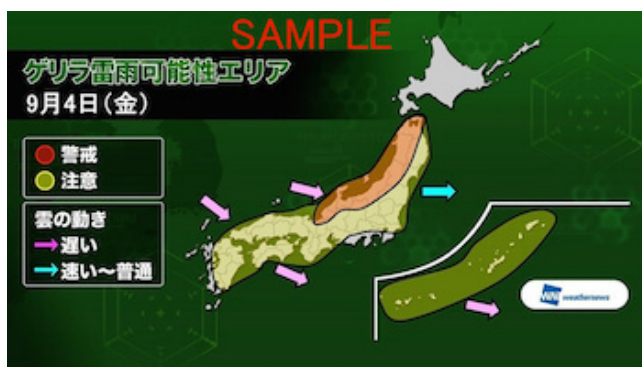 SAMPLE
ゲリラ雷雨可能性エリア
9月4日(金)
警戒
注意
雲の動き
遅い
速い～普通
weathernews